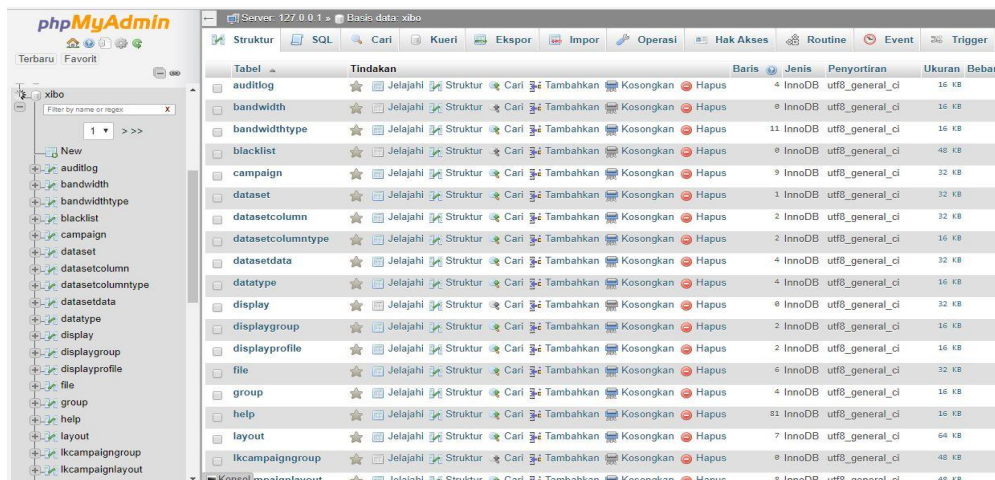 phpMyAdmin
Terbaru Favorit
xibo
Filter by name or regex X
1 > >>
New
auditlog
bandwidth
bandwidthtype
blacklist
campaign
dataset
datasetcolumn
datasetcolumntype
datasetdata
datatype
display
displaygroup
displayprofile
file
group
help
layout
lkcampaigngroup
lkcampaignlayout
Server: 127.0.0.1 » Basis data: xibo
Struktur SQL Cari Kueri Ekspor Impor Operasi Hak Akses Routine Event Trigger
Tabel Tindakan Baris Jenis Penyortiran Ukuran Beban
auditlog Jelajahi Struktur Cari Tambahkan Kosongkan Hapus 4 InnoDB utf8_general_ci 16 KB
bandwidth Jelajahi Struktur Cari Tambahkan Kosongkan Hapus 0 InnoDB utf8_general_ci 16 KB
bandwidthtype Jelajahi Struktur Cari Tambahkan Kosongkan Hapus 11 InnoDB utf8_general_ci 16 KB
blacklist Jelajahi Struktur Cari Tambahkan Kosongkan Hapus 0 InnoDB utf8_general_ci 48 KB
campaign Jelajahi Struktur Cari Tambahkan Kosongkan Hapus 9 InnoDB utf8_general_ci 32 KB
dataset Jelajahi Struktur Cari Tambahkan Kosongkan Hapus 1 InnoDB utf8_general_ci 32 KB
datasetcolumn Jelajahi Struktur Cari Tambahkan Kosongkan Hapus 2 InnoDB utf8_general_ci 32 KB
datasetcolumntype Jelajahi Struktur Cari Tambahkan Kosongkan Hapus 2 InnoDB utf8_general_ci 16 KB
datasetdata Jelajahi Struktur Cari Tambahkan Kosongkan Hapus 4 InnoDB utf8_general_ci 32 KB
datatype Jelajahi Struktur Cari Tambahkan Kosongkan Hapus 4 InnoDB utf8_general_ci 16 KB
display Jelajahi Struktur Cari Tambahkan Kosongkan Hapus 0 InnoDB utf8_general_ci 32 KB
displaygroup Jelajahi Struktur Cari Tambahkan Kosongkan Hapus 2 InnoDB utf8_general_ci 16 KB
displayprofile Jelajahi Struktur Cari Tambahkan Kosongkan Hapus 2 InnoDB utf8_general_ci 16 KB
file Jelajahi Struktur Cari Tambahkan Kosongkan Hapus 6 InnoDB utf8_general_ci 32 KB
group Jelajahi Struktur Cari Tambahkan Kosongkan Hapus 4 InnoDB utf8_general_ci 16 KB
help Jelajahi Struktur Cari Tambahkan Kosongkan Hapus 81 InnoDB utf8_general_ci 16 KB
layout Jelajahi Struktur Cari Tambahkan Kosongkan Hapus 7 InnoDB utf8_general_ci 64 KB
lkcampaigngroup Jelajahi Struktur Cari Tambahkan Kosongkan Hapus 0 InnoDB utf8_general_ci 48 KB
Konsol mpaignlayout Jelajahi Struktur Cari Tambahkan Kosongkan Hapus 8 InnoDB utf8_general_ci 48 KB